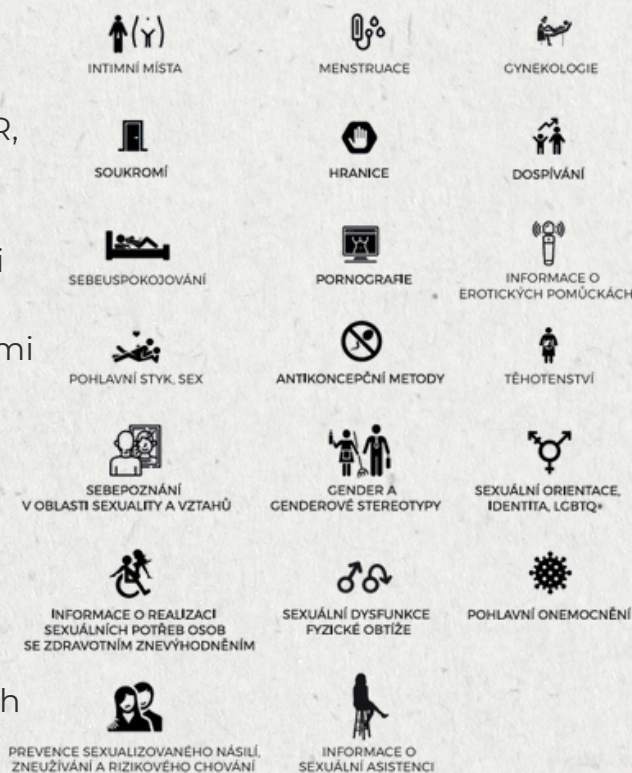 INTIMNÍ MÍSTA
MENSTRUACE
GYNEKOLOGIE
R,
SOUKROMÍ
HRANICE
DOSPÍVÁNÍ
i
SEBEUSPOKOJOVÁNÍ
PORNOGRAFIE
INFORMACE O
EROTICKÝCH POMŮCKÁCH
mi
POHLAVNÍ STYK, SEX
ANTIKONCEPČNÍ METODY
TĚHOTENSTVÍ
SEBEPOZNÁNÍ
V OBLASTI SEXUALITY A VZTAHŮ
GENDER A
GENDEROVÉ STEREOTYPY
SEXUÁLNÍ ORIENTACE,
IDENTITA, LGBTQ+
INFORMACE O REALIZACI
SEXUÁLNÍCH POTŘEB OSOB
SE ZDRAVOTNÍM ZNEVÝHODNĚNÍM
SEXUÁLNÍ DYSFUNKCE
FYZICKÉ OBTÍŽE
POHLAVNÍ ONEMOCNĚNÍ
h
PREVENCE SEXUALIZOVANÉHO NÁSILÍ,
ZNEUŽÍVÁNÍ A RIZIKOVÉHO CHOVÁNÍ
INFORMACE O
SEXUÁLNÍ ASISTENCI